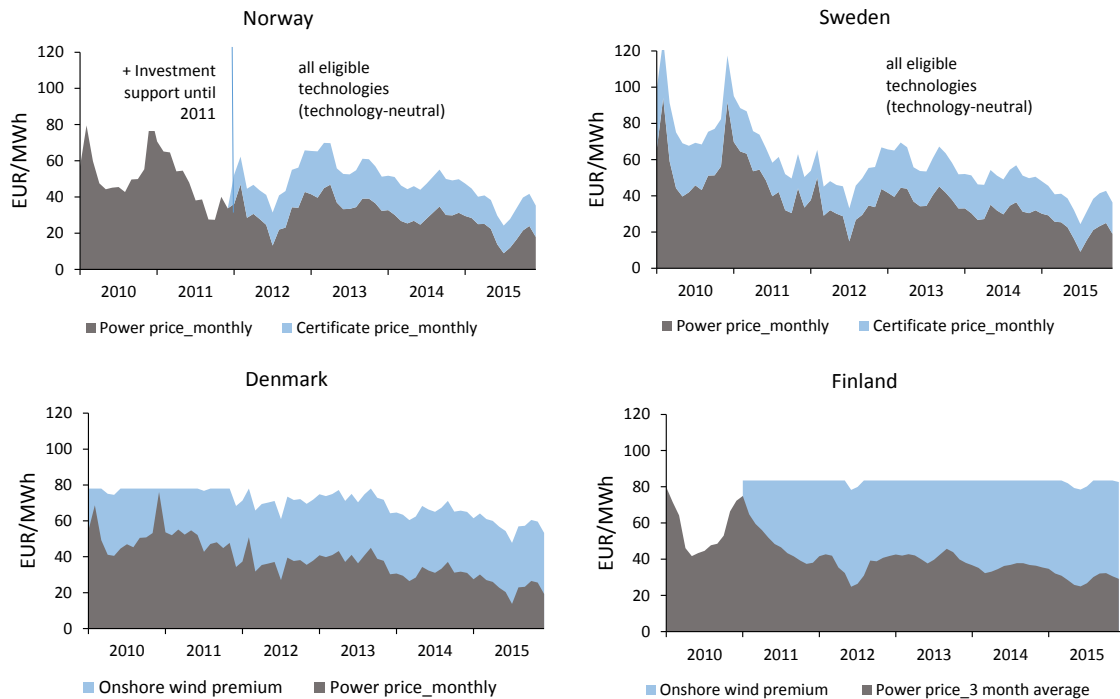 Norway
EUR/MWh
120
100
80
60
40
20
0
+ Investment
support until
2011
all eligible
technologies
(technology-neutral)
2010 2011 2012 2013 2014 2015
Power price_monthly Certificate price_monthly
Sweden
EUR/MWh
120
100
80
60
40
20
0
all eligible
technologies
(technology-neutral)
2010 2011 2012 2013 2014 2015
Power price_monthly Certificate price_monthly
Denmark
EUR/MWh
120
100
80
60
40
20
0
2010 2011 2012 2013 2014 2015
Onshore wind premium Power price_monthly
Finland
EUR/MWh
120
100
80
60
40
20
0
2010 2011 2012 2013 2014 2015
Onshore wind premium Power price_3 month average